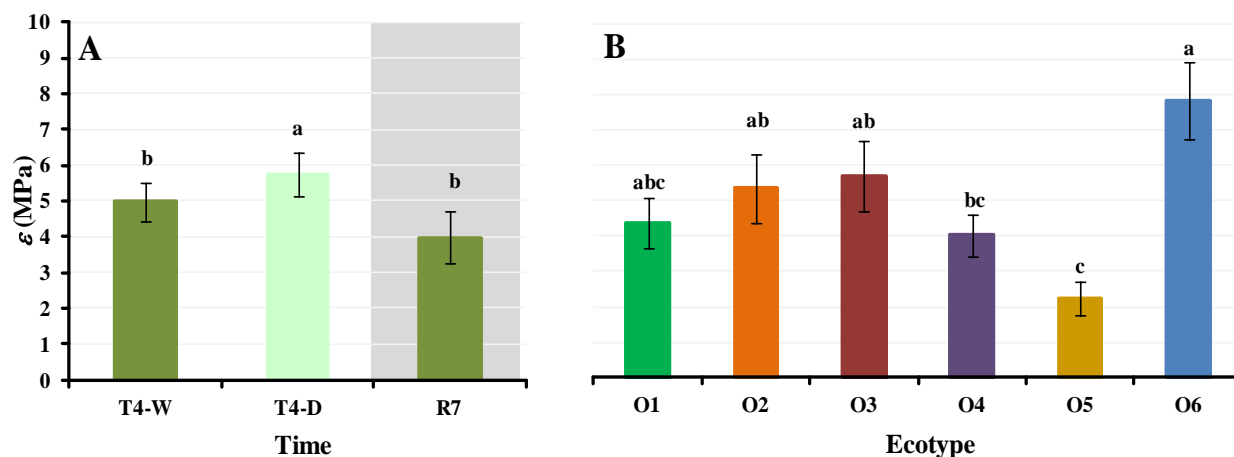 A
B
10
9
8
7
6
5
4
3
2
1
0
ε (MPa)
b
a
b
T4-W
T4-D
R7
Time
abc
ab
ab
bc
c
a
O1
O2
O3
O4
O5
O6
Ecotype